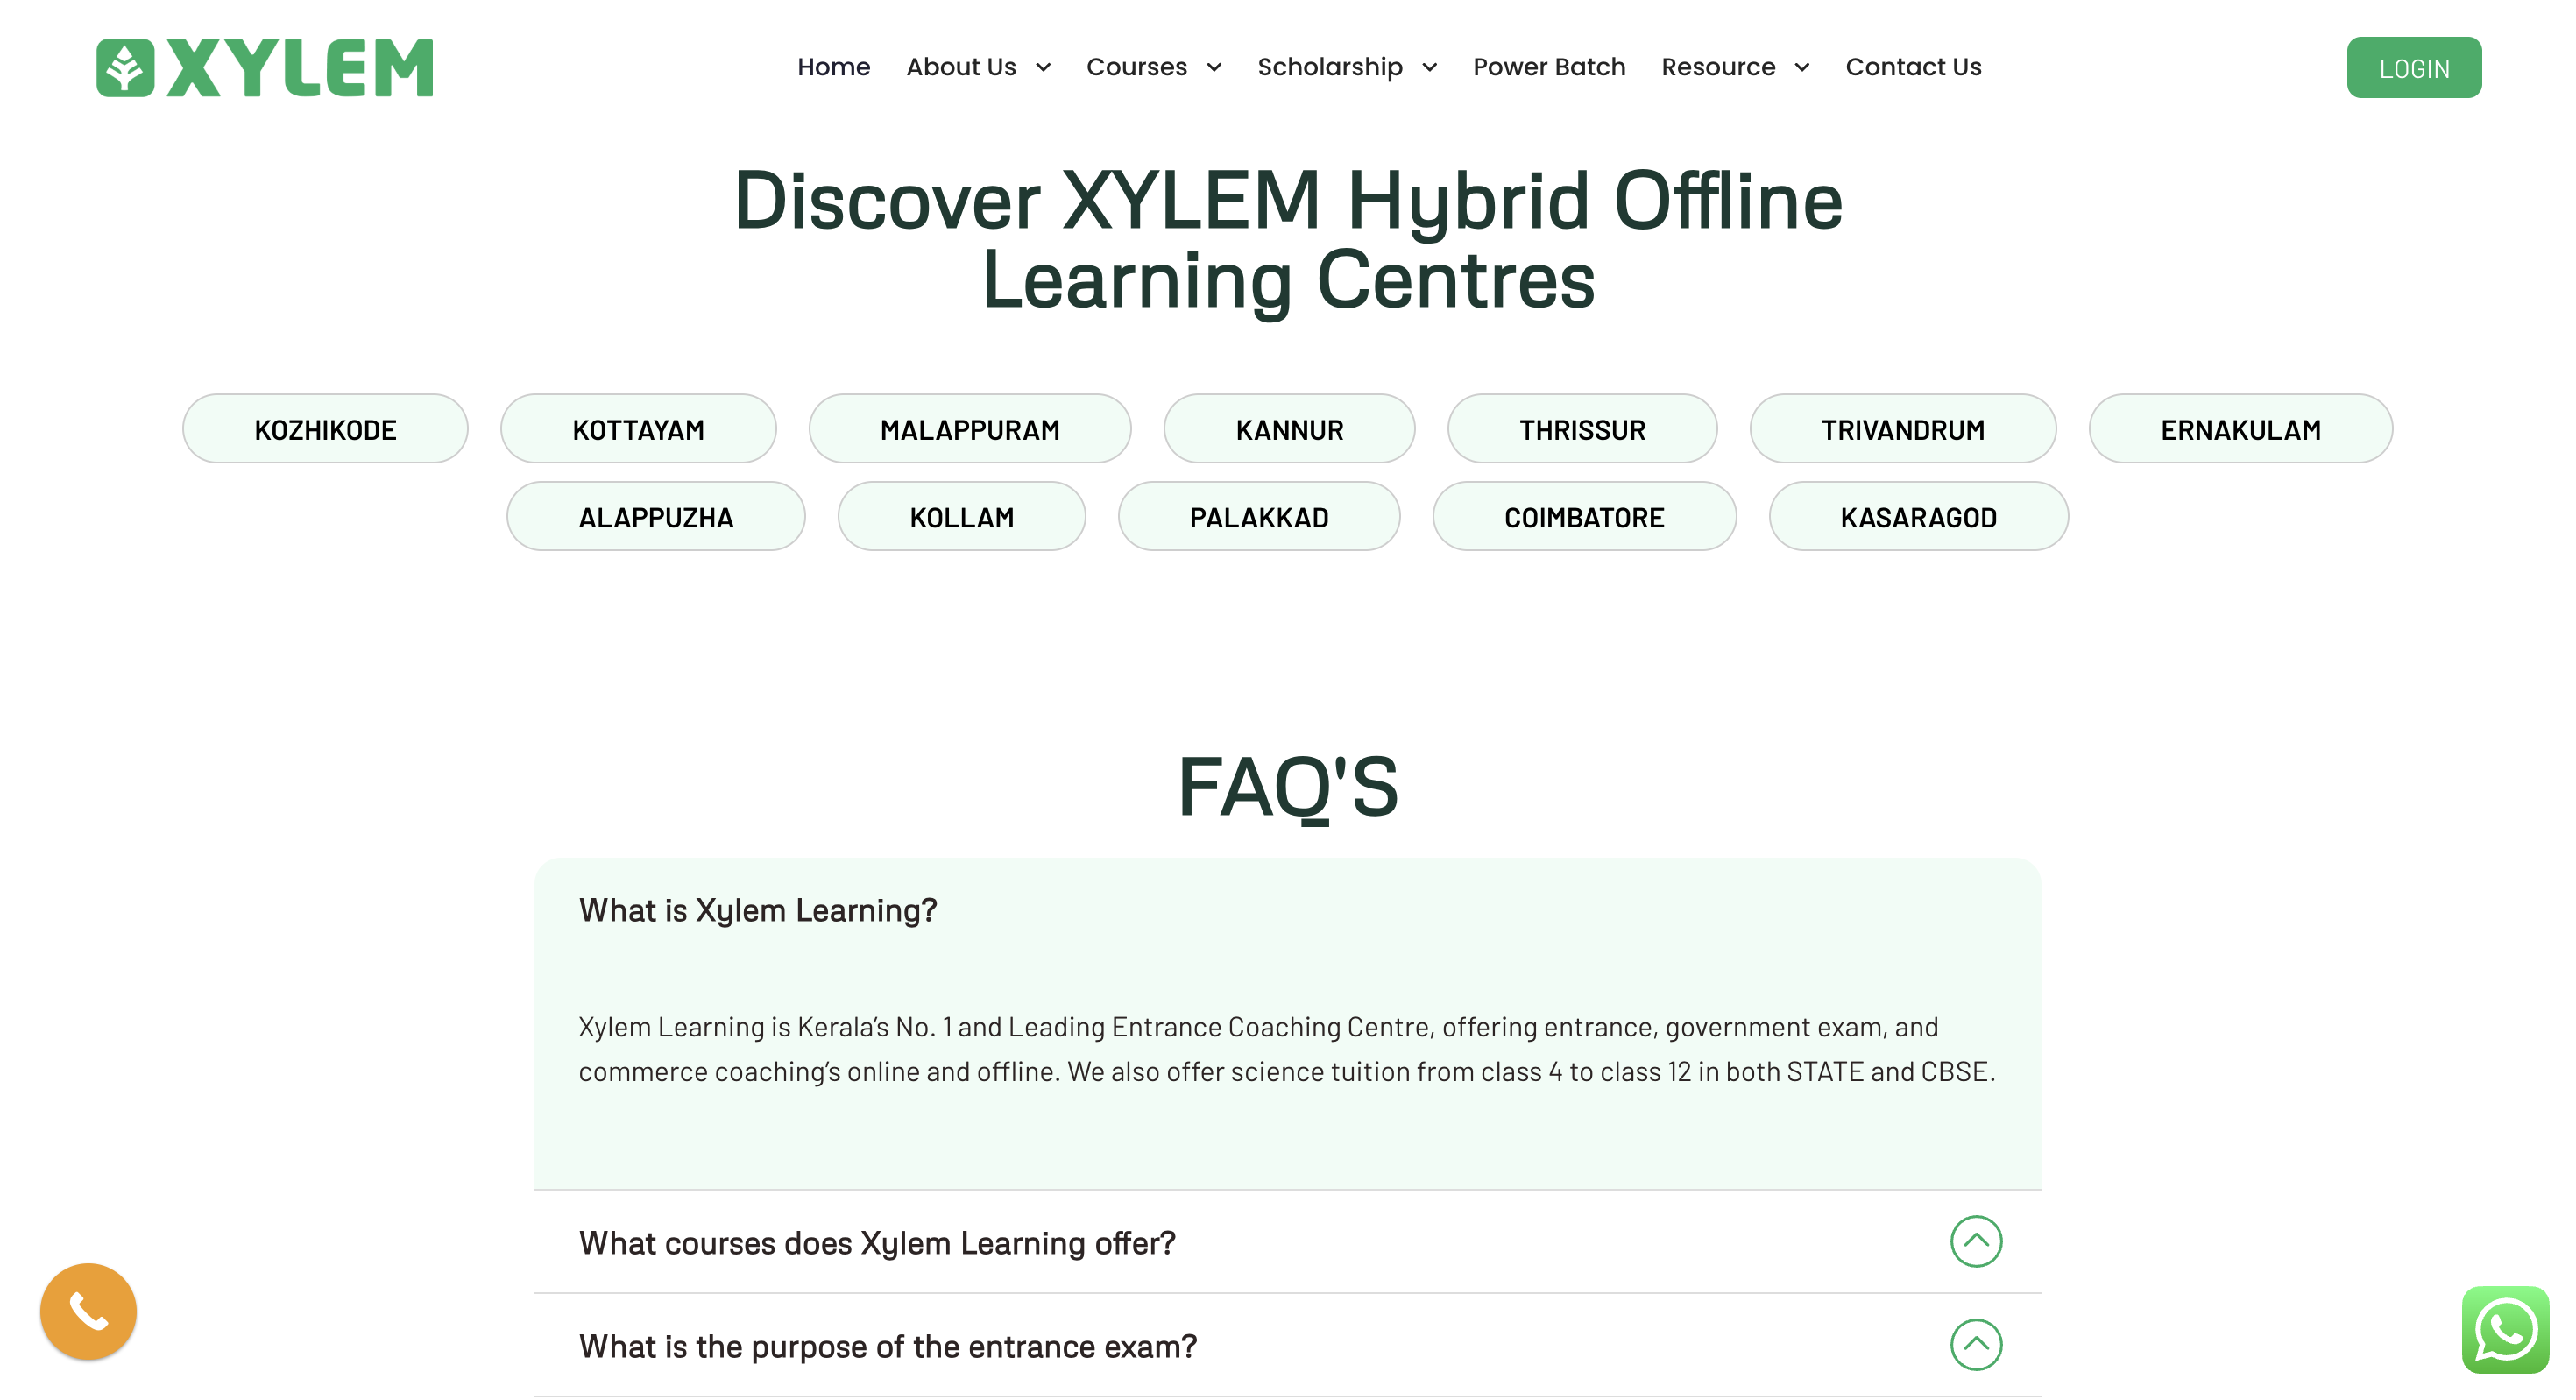 XYLEM
Home About Us Courses Scholarship Power Batch Resource Contact Us
LOGIN
Discover XYLEM Hybrid Offline
Learning Centres
KOZHIKODE KOTTAYAM MALAPPURAM KANNUR THRISSUR TRIVANDRUM ERNAKULAM
ALAPPUZHA KOLLAM PALAKKAD COIMBATORE KASARAGOD
FAQ'S
What is Xylem Learning?
Xylem Learning is Kerala’s No. 1 and Leading Entrance Coaching Centre, offering entrance, government exam, and
commerce coaching’s online and offline. We also offer science tuition from class 4 to class 12 in both STATE and CBSE.
What courses does Xylem Learning offer?
What is the purpose of the entrance exam?